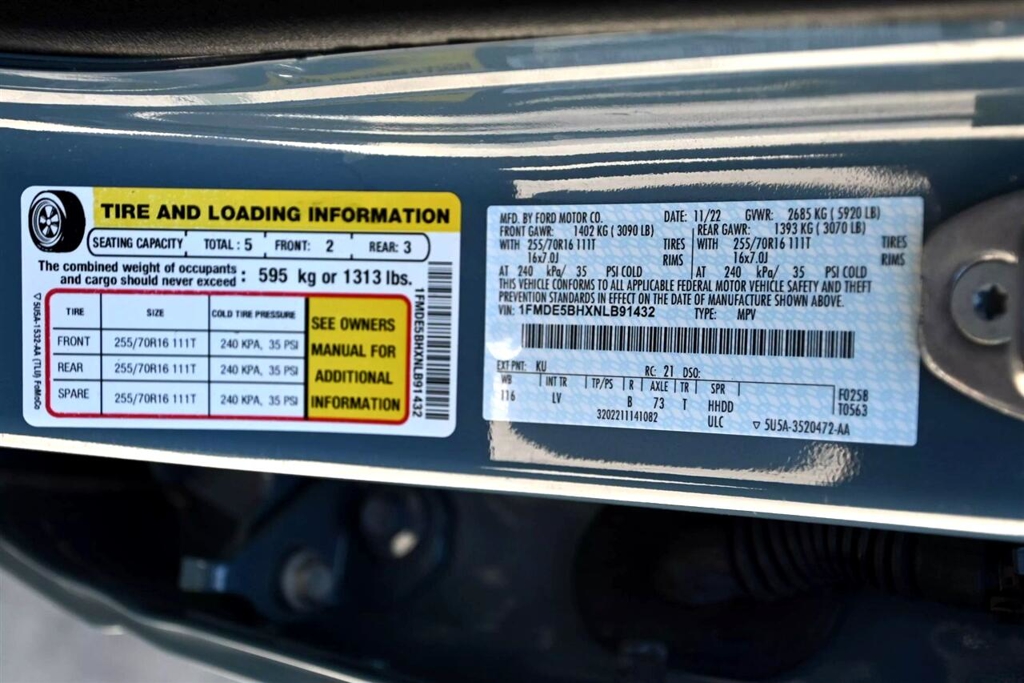 TIRE AND LOADING INFORMATION
SEATING CAPACITY TOTAL : 5 FRONT: 2 REAR: 3
The combined weight of occupants
and cargo should never exceed : 595 kg or 1313 lbs.
TIRE SIZE COLD TIRE PRESSURE
FRONT 255/70R16 111T 240 KPA, 35 PSI
REAR 255/70R16 111T 240 KPA, 35 PSI
SPARE 255/70R16 111T 240 KPA, 35 PSI
SEE OWNERS
MANUAL FOR
ADDITIONAL
INFORMATION
▽ 5U5A-1532-AA (TLU) FoMoCo
1FMDE5BHXNLB91432
MFD. BY FORD MOTOR CO. DATE: 11/22 GVWR: 2685 KG ( 5920 LB)
FRONT GAWR: 1402 KG ( 3090 LB) REAR GAWR: 1393 KG ( 3070 LB)
WITH 255/70R16 111T TIRES WITH 255/70R16 111T TIRES
16x7.0J RIMS 16x7.0J RIMS
AT 240 kPa/ 35 PSI COLD AT 240 kPa/ 35 PSI COLD
THIS VEHICLE CONFORMS TO ALL APPLICABLE FEDERAL MOTOR VEHICLE SAFETY AND THEFT
PREVENTION STANDARDS IN EFFECT ON THE DATE OF MANUFACTURE SHOWN ABOVE.
VIN: 1FMDE5BHXNLB91432 TYPE: MPV
EXT PNT: KU RC: 21 DSO:
WB INT TR TP/PS R AXLE TR SPR
116 LV B 73 T HHDD F0258
3202211141082 ULC T0563
▽ 5U5A-3520472-AA